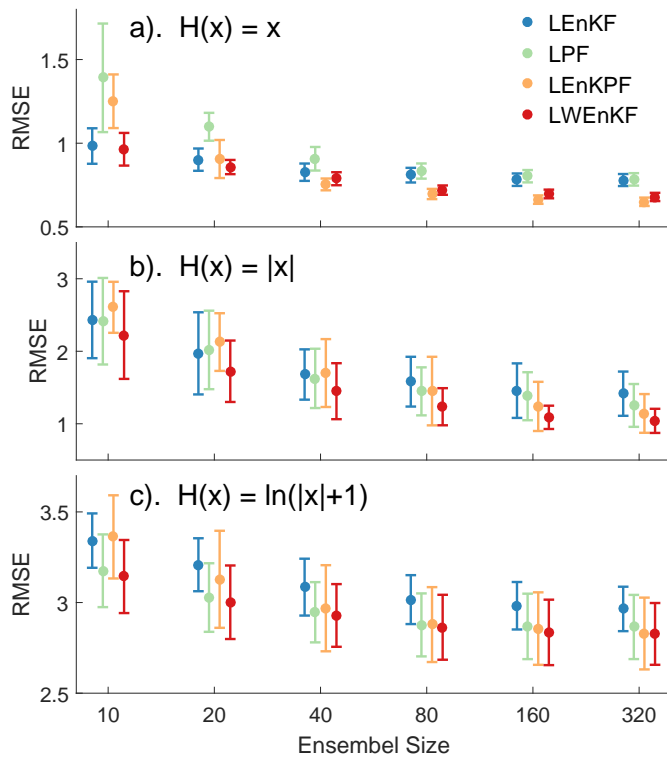 a). H(x) = x
LEnKF
LPF
LEnKPF
LWEnKF
RMSE
1.5
1
0.5
b). H(x) = |x|
RMSE
3
2
1
c). H(x) = ln(|x|+1)
RMSE
3.5
3
2.5
10 20 40 80 160 320
Ensembel Size